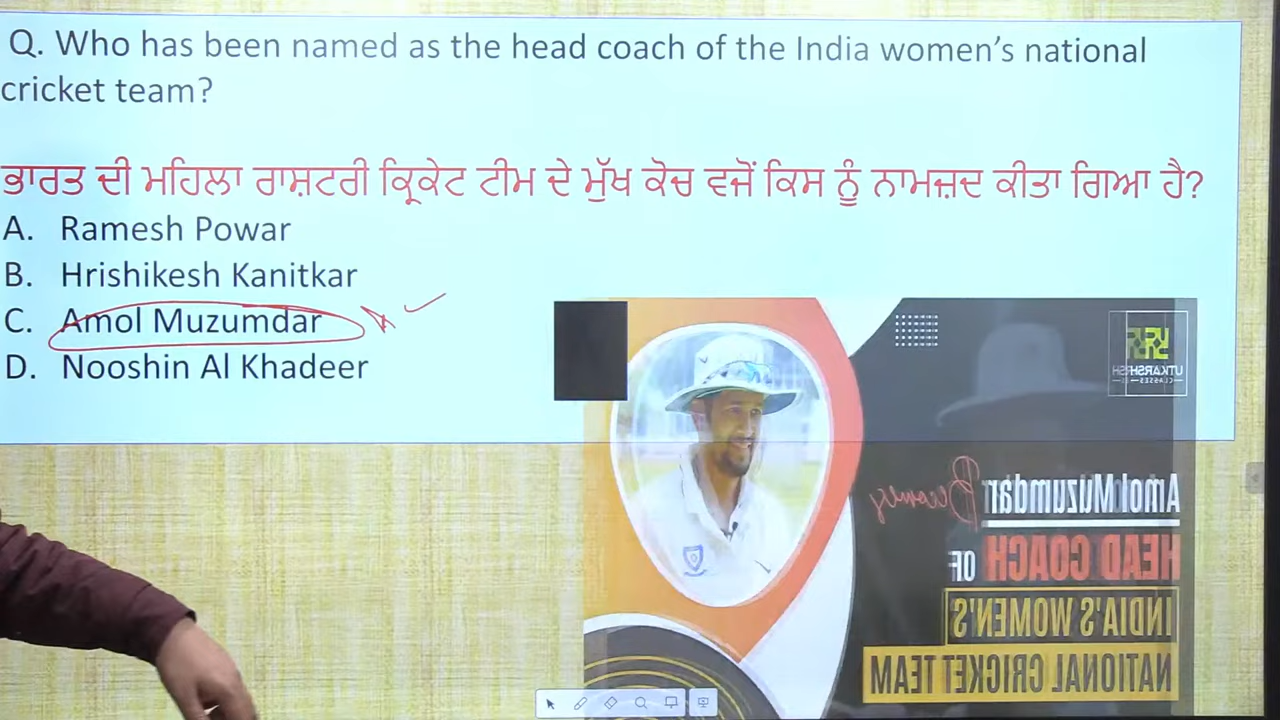 Q. Who has been named as the head coach of the India women’s national
cricket team?
ਭਾਰਤ ਦੀ ਮਹਿਲਾ ਰਾਸ਼ਟਰੀ ਕ੍ਰਿਕੇਟ ਟੀਮ ਦੇ ਮੁੱਖ ਕੋਚ ਵਜੋਂ ਕਿਸ ਨੂੰ ਨਾਮਜ਼ਦ ਕੀਤਾ ਗਿਆ ਹੈ?
A. Ramesh Powar
B. Hrishikesh Kanitkar
C. Amol Muzumdar
D. Nooshin Al Khadeer
UTKARSH
CLASSES
Amol Muzumdar Becomes
HEAD COACH OF
INDIA'S WOMEN'S
NATIONAL CRICKET TEAM